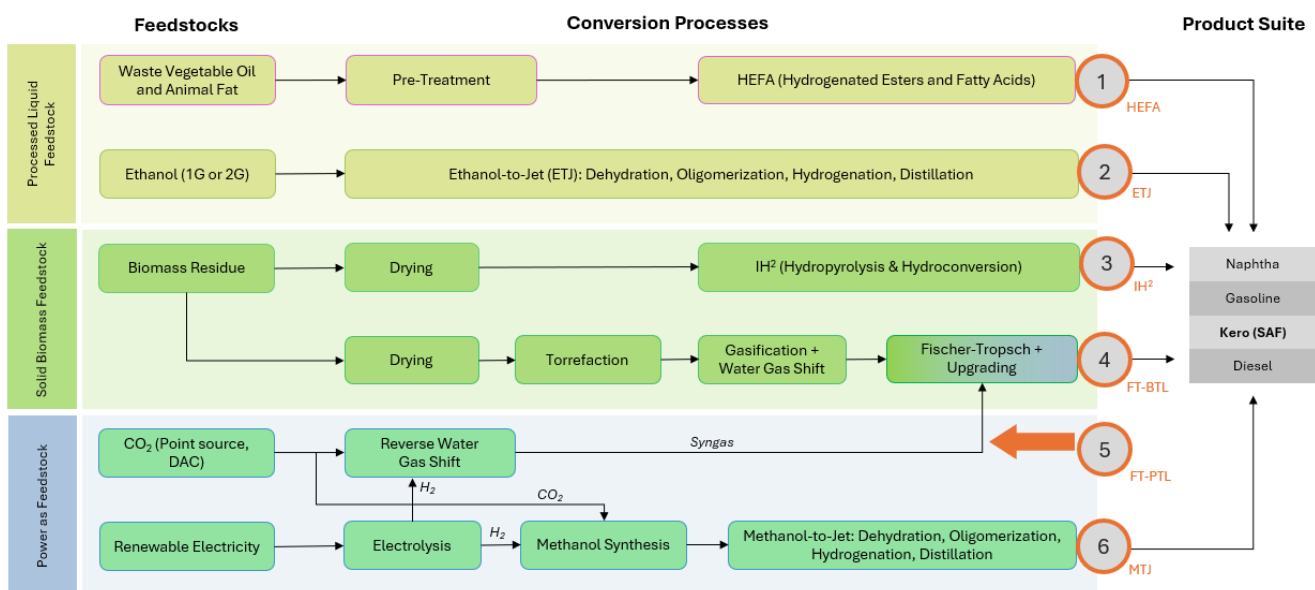 Feedstocks
Conversion Processes
Product Suite
Processed Liquid
Feedstock
Waste Vegetable Oil
and Animal Fat
Pre-Treatment
HEFA (Hydrogenated Esters and Fatty Acids)
1
HEFA
Ethanol (1G or 2G)
Ethanol-to-Jet (ETJ): Dehydration, Oligomerization, Hydrogenation, Distillation
2
ETJ
Solid Biomass Feedstock
Biomass Residue
Drying
IH² (Hydropyrolysis & Hydroconversion)
3
IH²
Drying
Torrefaction
Gasification +
Water Gas Shift
Fischer-Tropsch +
Upgrading
4
FT-BTL
Naphtha
Gasoline
Kero (SAF)
Diesel
Power as Feedstock
CO₂ (Point source,
DAC)
Reverse Water
Gas Shift
Syngas
5
FT-PTL
H₂
CO₂
Renewable Electricity
Electrolysis
H₂
Methanol Synthesis
Methanol-to-Jet: Dehydration, Oligomerization,
Hydrogenation, Distillation
6
MTJ